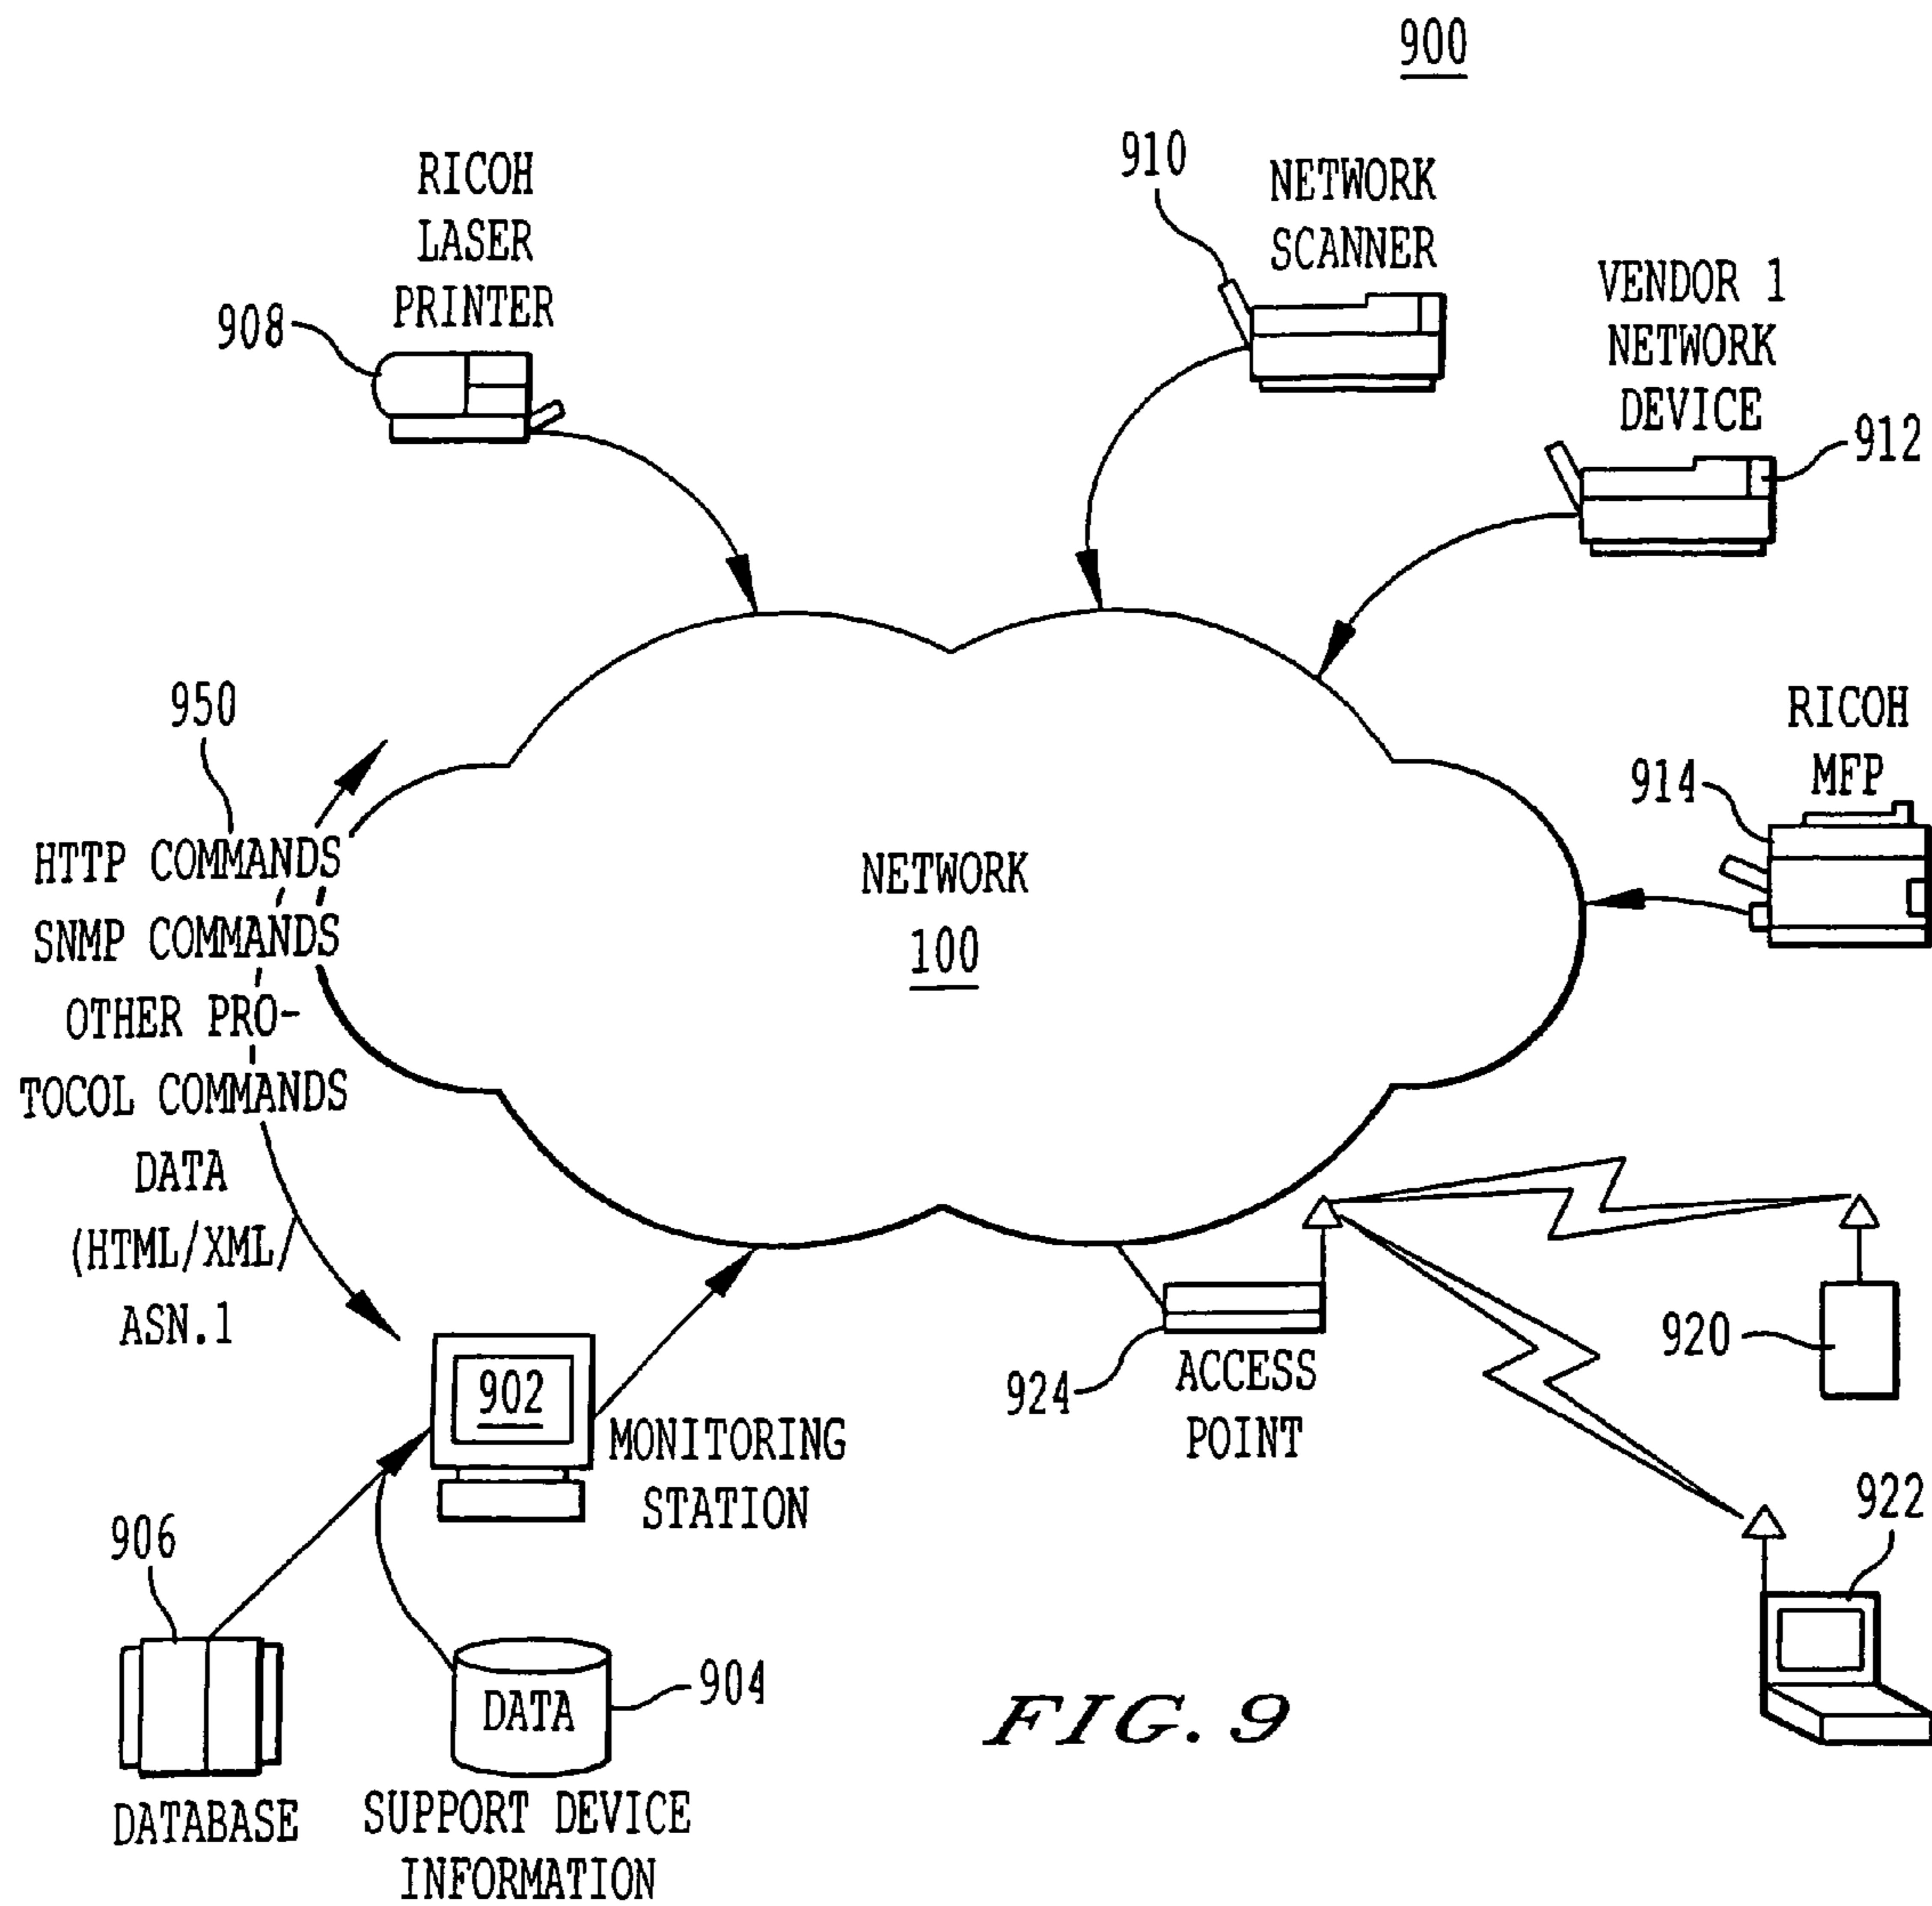 900
RICOH
LASER
PRINTER
908
910
NETWORK
SCANNER
VENDOR 1
NETWORK
DEVICE
912
RICOH
MFP
914
950
HTTP COMMANDS
SNMP COMMANDS
OTHER PRO-
TOCOL COMMANDS
DATA
(HTML/XML/
ASN.1
NETWORK
100
902
MONITORING
STATION
924
ACCESS
POINT
920
922
906
DATABASE
DATA
904
SUPPORT DEVICE
INFORMATION
FIG. 9